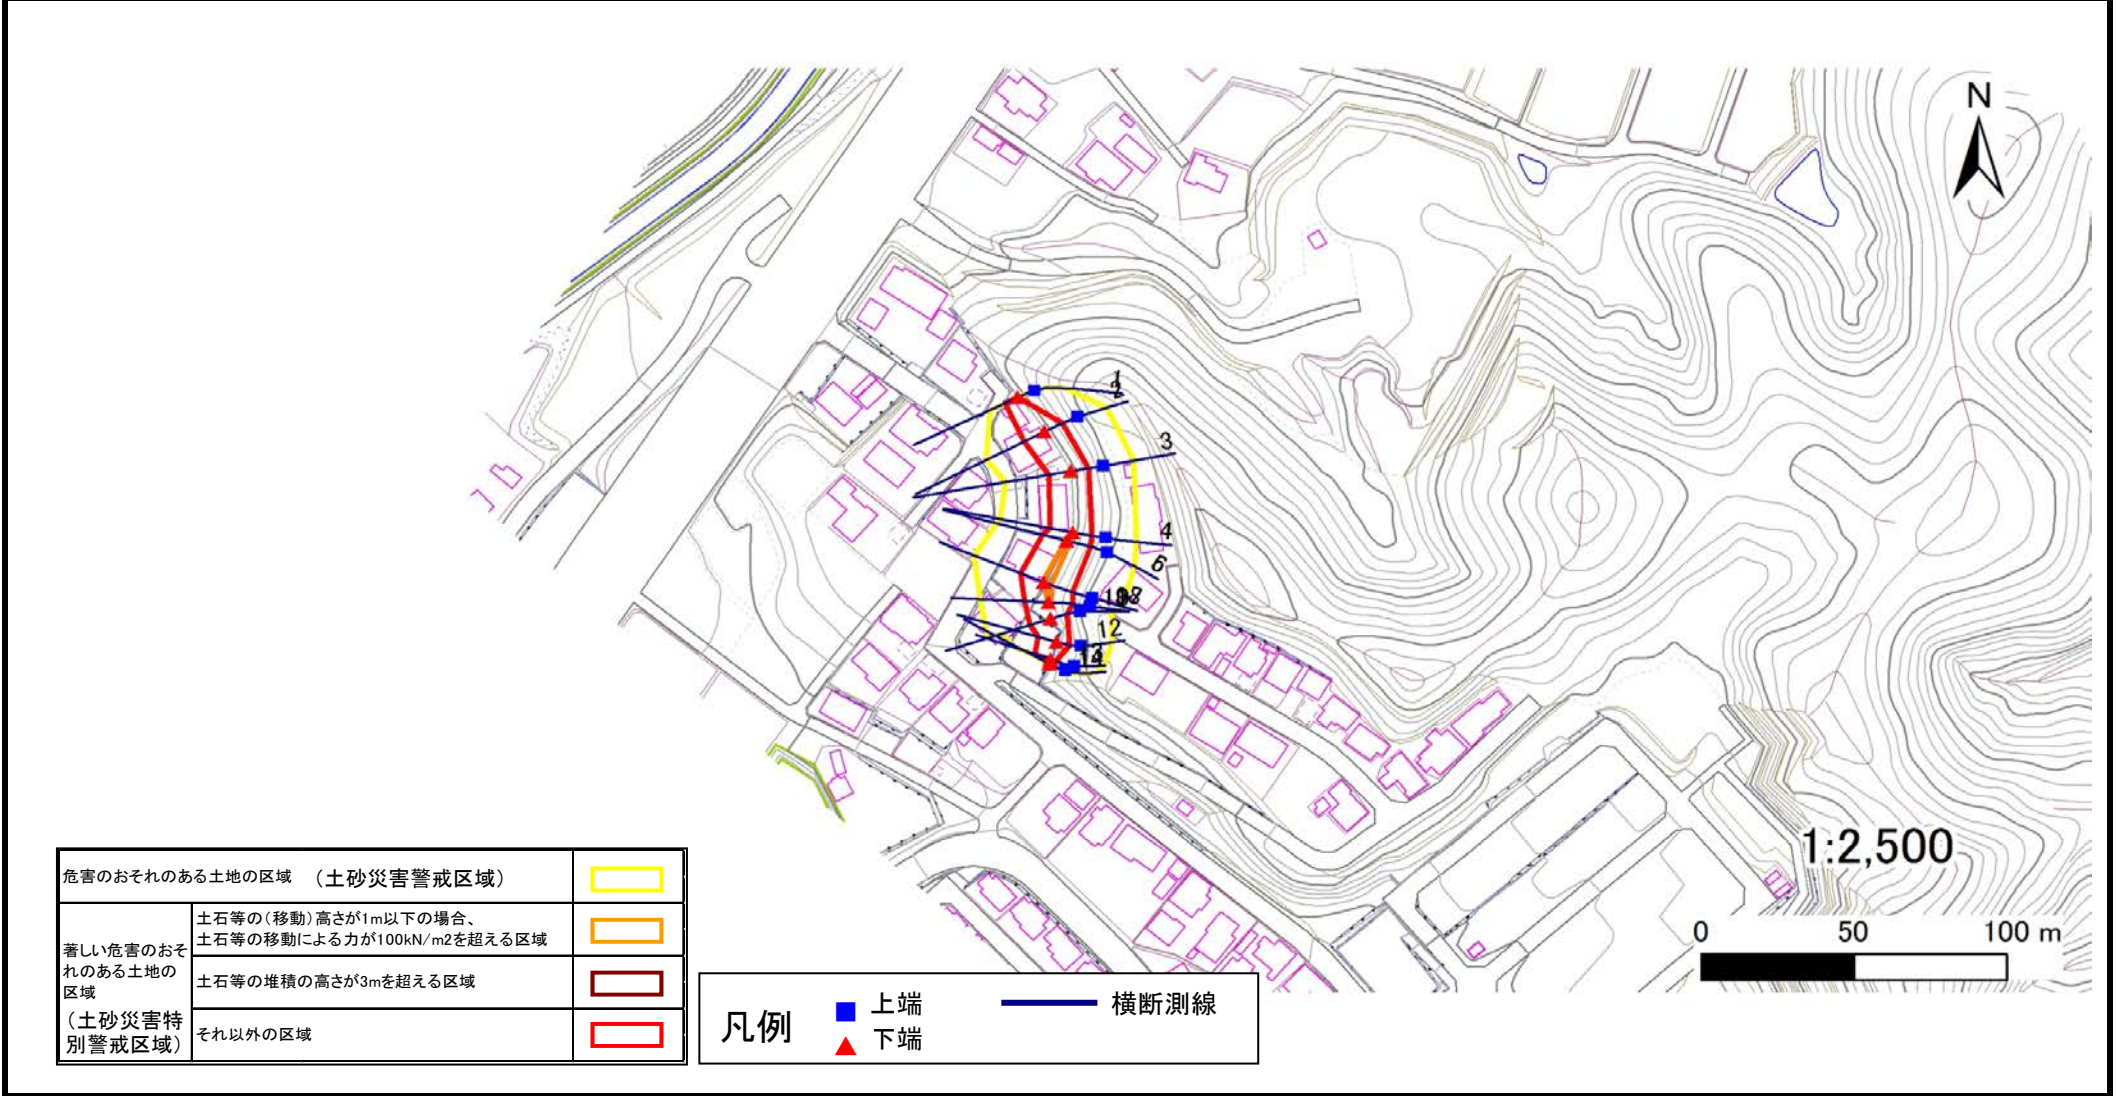 N
1
2
3
4
6
12
1:2,500
0 50 100 m
危害のおそれのある土地の区域 （土砂災害警戒区域）
著しい危害のおそ
れのある土地の
区域
（土砂災害特
別警戒区域）
土石等の（移動）高さが1m以下の場合、
土石等の移動による力が100kN/m2を超える区域
土石等の堆積の高さが3mを超える区域
それ以外の区域
凡例
上端
下端
横断測線